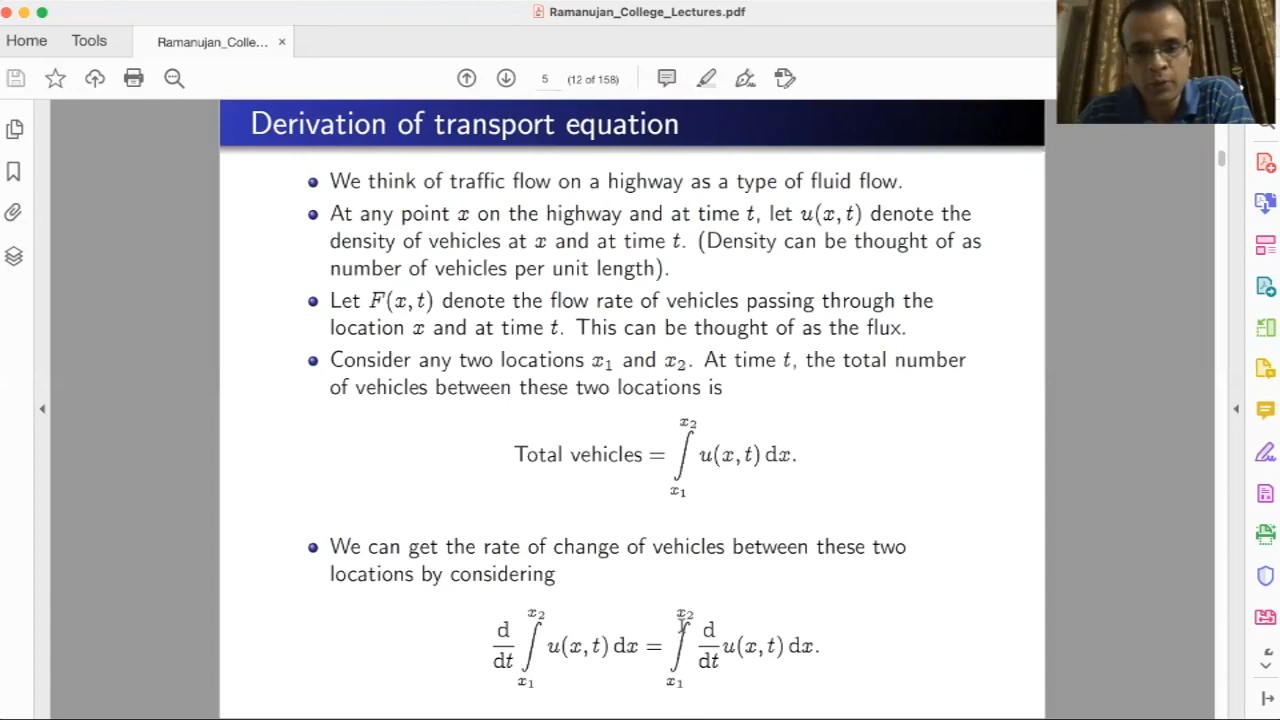 Ramanujan_College_Lectures.pdf
Home Tools Ramanujan_Colle... ×
5 (12 of 158)
Derivation of transport equation
We think of traffic flow on a highway as a type of fluid flow.
At any point x on the highway and at time t, let u(x, t) denote the
density of vehicles at x and at time t. (Density can be thought of as
number of vehicles per unit length).
Let F(x, t) denote the flow rate of vehicles passing through the
location x and at time t. This can be thought of as the flux.
Consider any two locations x₁ and x₂. At time t, the total number
of vehicles between these two locations is
Total vehicles = ∫_{x₁}^{x₂} u(x, t) dx.
We can get the rate of change of vehicles between these two
locations by considering
d/dt ∫_{x₁}^{x₂} u(x, t) dx = ∫_{x₁}^{x₂} d/dt u(x, t) dx.